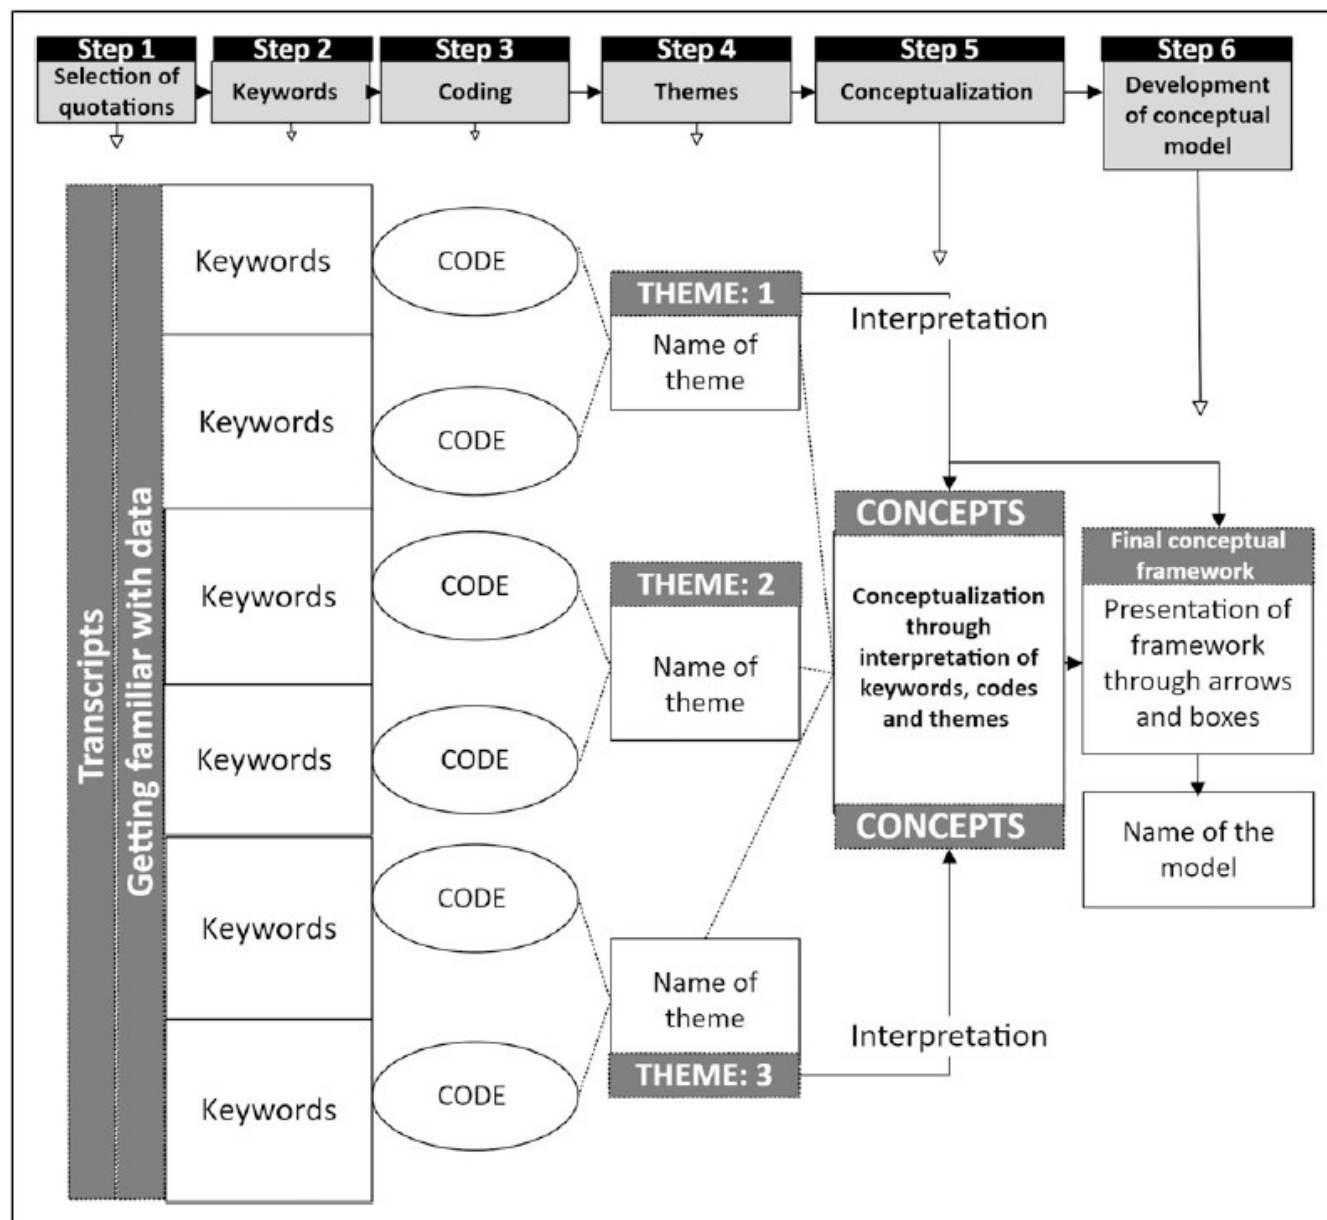 Step 1
Selection of
quotations
Step 2
Keywords
Step 3
Coding
Step 4
Themes
Step 5
Conceptualization
Step 6
Development
of conceptual
model
Transcripts
Getting familiar with data
Keywords
Keywords
Keywords
Keywords
Keywords
Keywords
CODE
CODE
CODE
CODE
CODE
CODE
THEME: 1
Name of
theme
THEME: 2
Name of
theme
Name of
theme
THEME: 3
Interpretation
CONCEPTS
Conceptualization
through
interpretation of
keywords, codes
and themes
CONCEPTS
Interpretation
Final conceptual
framework
Presentation of
framework
through arrows
and boxes
Name of the
model